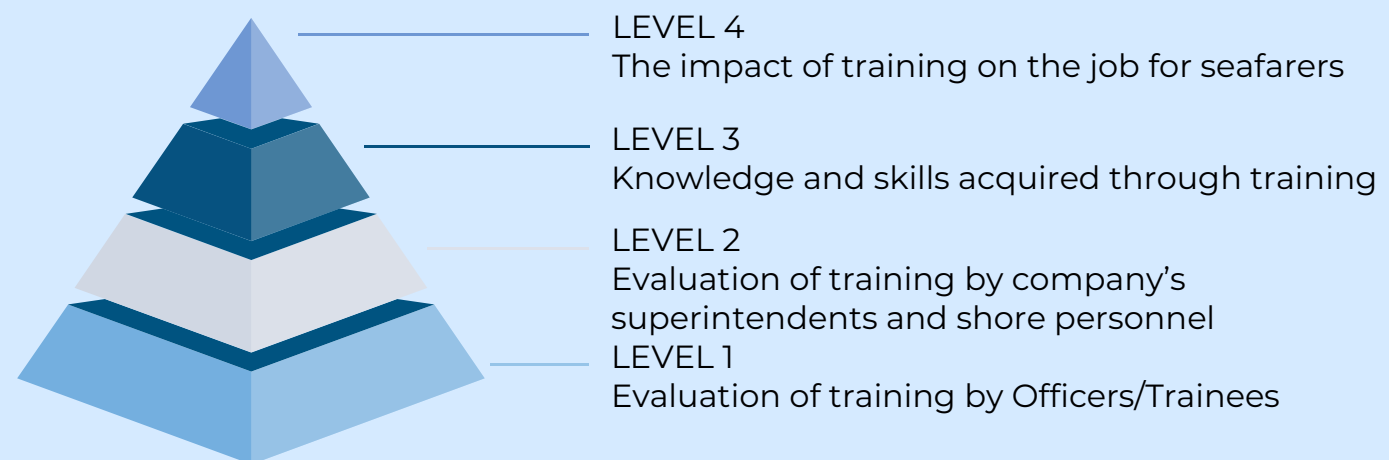 LEVEL 4
The impact of training on the job for seafarers
LEVEL 3
Knowledge and skills acquired through training
LEVEL 2
Evaluation of training by company’s
superintendents and shore personnel
LEVEL 1
Evaluation of training by Officers/Trainees